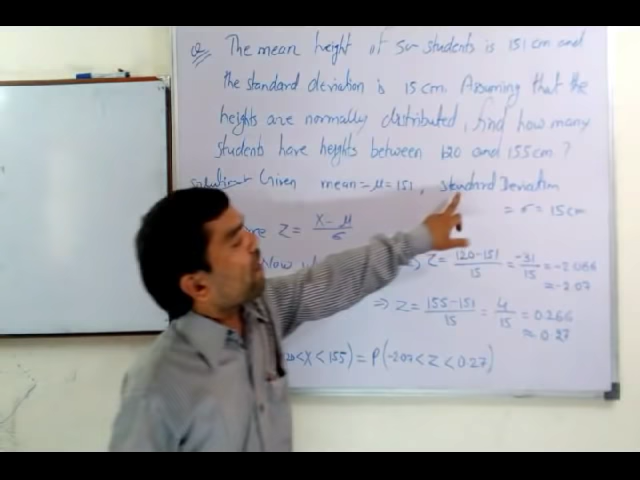 Q. The mean height of 50 students is 151 cm and
the standard deviation is 15 cm. Assuming that the
heights are normally distributed, find how many
students have heights between 120 and 155 cm?
Solution Given mean = μ = 151, Standard Deviation
= σ = 15 cm
Z = X-μ/σ
Now
⇒ Z = 120-151/15 = -31/15 = -2.066
≈ -2.07
⇒ Z = 155-151/15 = 4/15 = 0.266
≈ 0.27
20 < X < 155) = P(-2.07 < Z < 0.27)